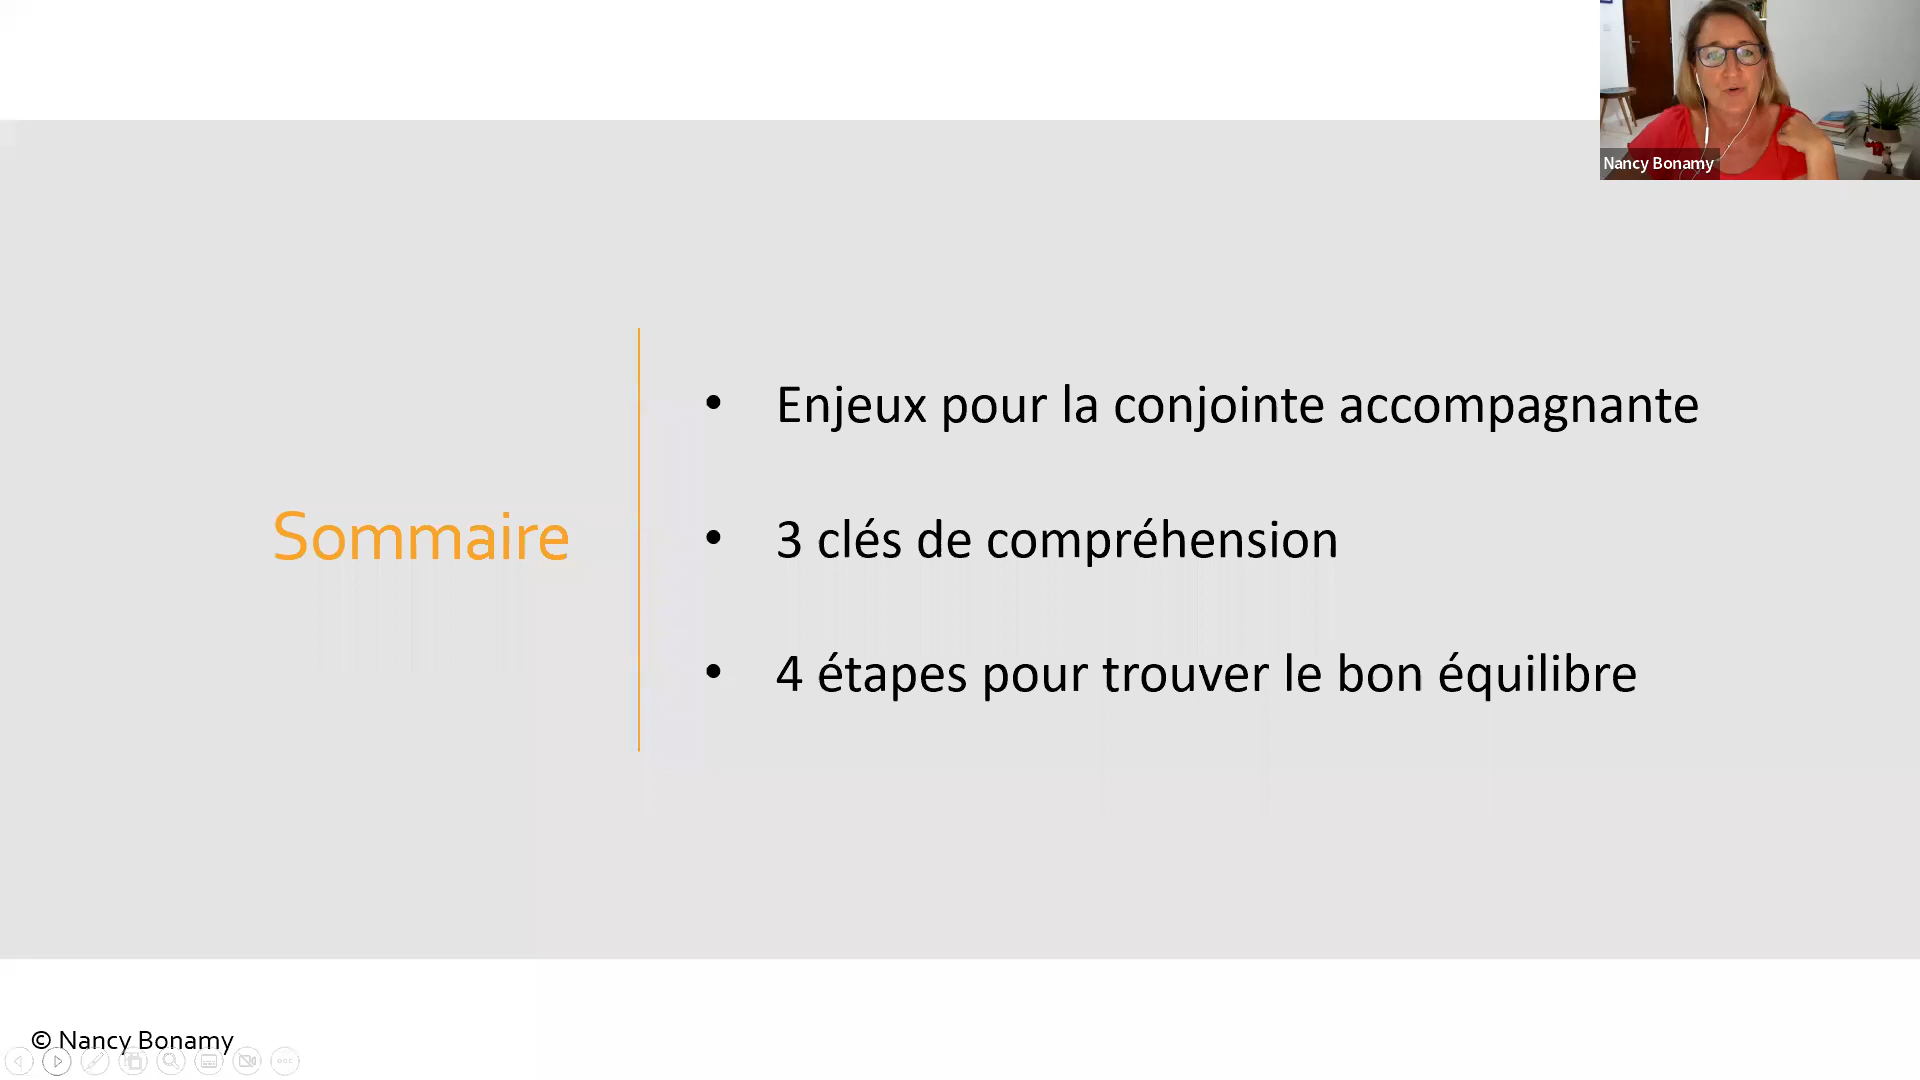 Nancy Bonamy
Sommaire
• Enjeux pour la conjointe accompagnante
• 3 clés de compréhension
• 4 étapes pour trouver le bon équilibre
© Nancy Bonamy